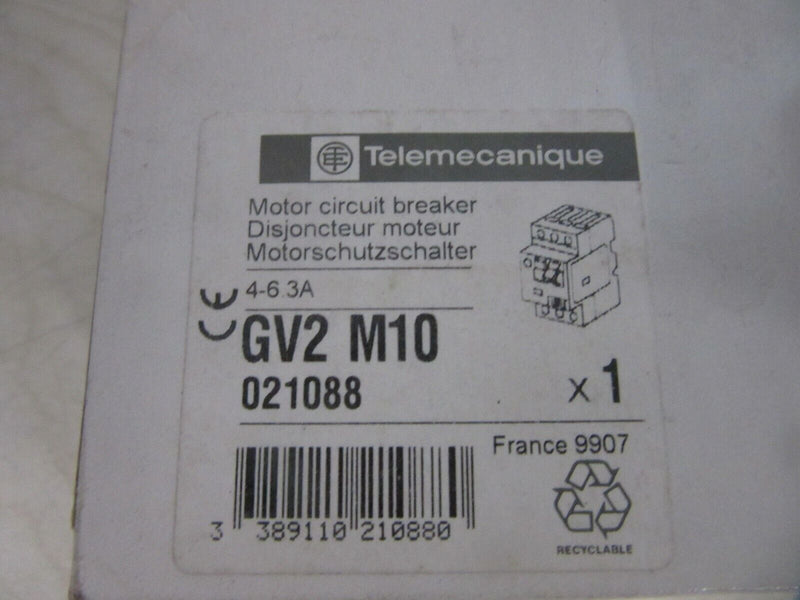 Telemecanique
Motor circuit breaker
Disjoncteur moteur
Motorschutzschalter
4-6.3A
CE
GV2 M10
021088
x 1
France 9907
3 389110 210880
RECYCLABLE